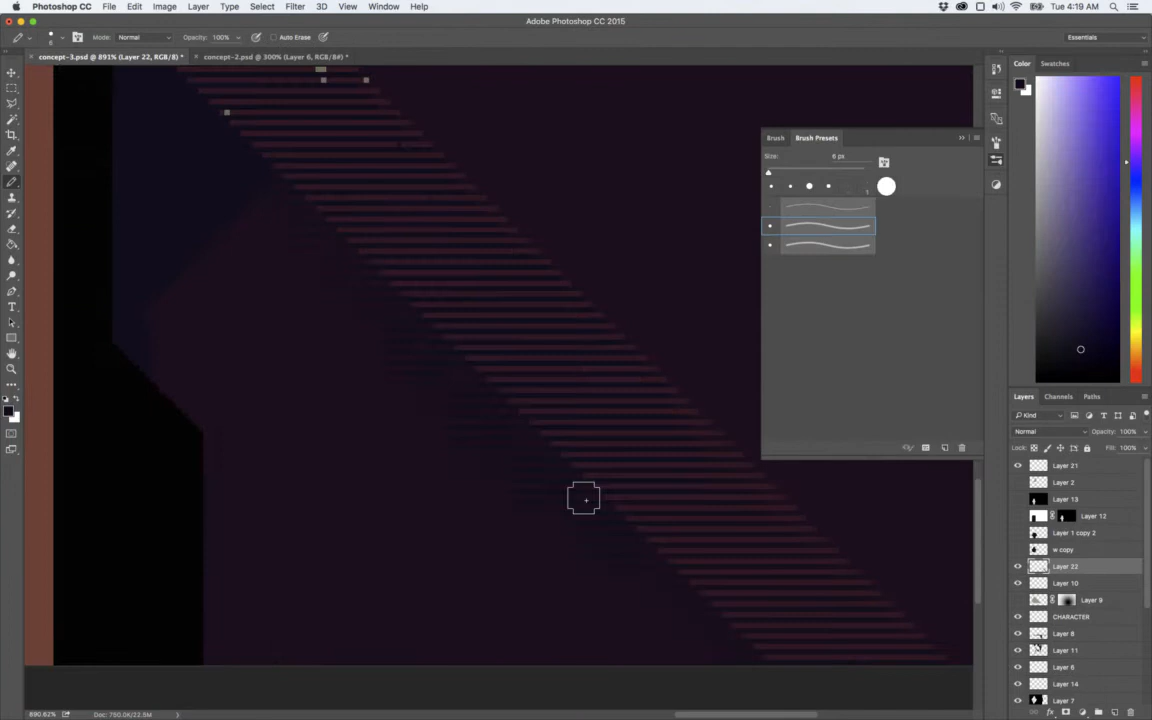 Photoshop CC File Edit Image Layer Type Select Filter 3D View Window Help Tue 4:19 AM
Adobe Photoshop CC 2015
6 Mode: Normal Opacity: 100% Auto Erase Essentials
concept-3.psd @ 891% (Layer 22, RGB/8) * concept-2.psd @ 300% (Layer 6, RGB/8#) *
Color Swatches
Brush Brush Presets
Size: 6 px
Layers Channels Paths
Kind
Normal Opacity: 100%
Lock: Fill: 100%
Layer 21
Layer 2
Layer 13
Layer 12
Layer 1 copy 2
w copy
Layer 22
Layer 10
Layer 9
CHARACTER
Layer 8
Layer 11
Layer 6
Layer 14
Layer 7
890.62% Doc: 750.0K/22.5M